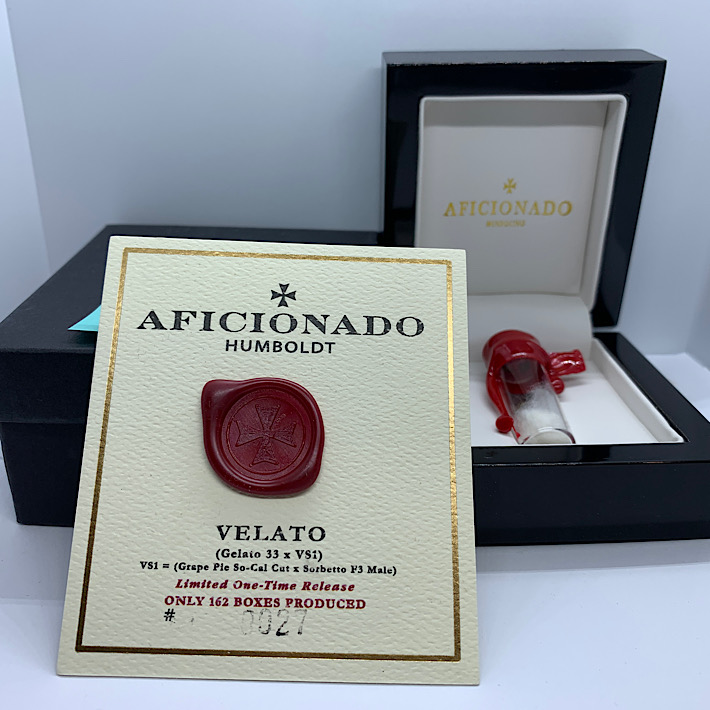 AFICIONADO
AFICIONADO
HUMBOLDT
VELATO
(Gelato 33 x VS1)
VS1 = (Grape Pie So-Cal Cut x Sorbetto F3 Male)
Limited One-Time Release
ONLY 162 BOXES PRODUCED
# 0027